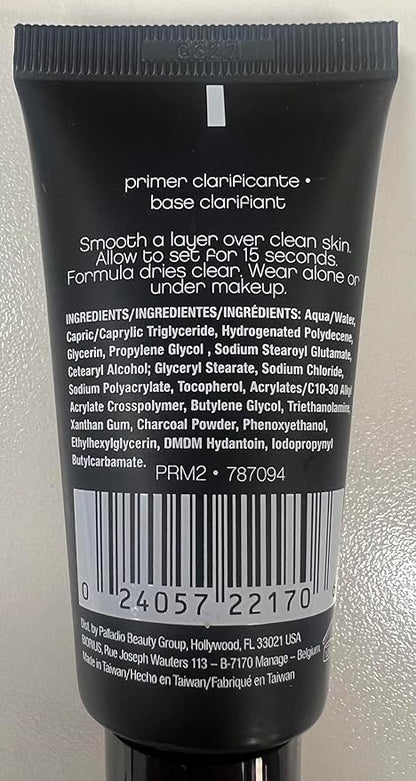 G327
primer clarificante •
base clarifiant
Smooth a layer over clean skin.
Allow to set for 15 seconds.
Formula dries clear. Wear alone or
under makeup.
INGREDIENTS/INGREDIENTES/INGRÉDIENTS: Aqua/Water,
Capric/Caprylic Triglyceride, Hydrogenated Polydecene,
Glycerin, Propylene Glycol , Sodium Stearoyl Glutamate,
Cetearyl Alcohol; Glyceryl Stearate, Sodium Chloride,
Sodium Polyacrylate, Tocopherol, Acrylates/C10-30 Alkyl
Acrylate Crosspolymer, Butylene Glycol, Triethanolamine,
Xanthan Gum, Charcoal Powder, Phenoxyethanol,
Ethylhexylglycerin, DMDM Hydantoin, Iodopropynyl
Butylcarbamate.
PRM2 • 787094
0 24057 22170
Dist. by Palladio Beauty Group, Hollywood, FL 33021 USA
BORUS, Rue Joseph Wauters 113 – B-7170 Manage – Belgium
Made in Taiwan/Hecho en Taiwan/Fabriqué en Taiwan